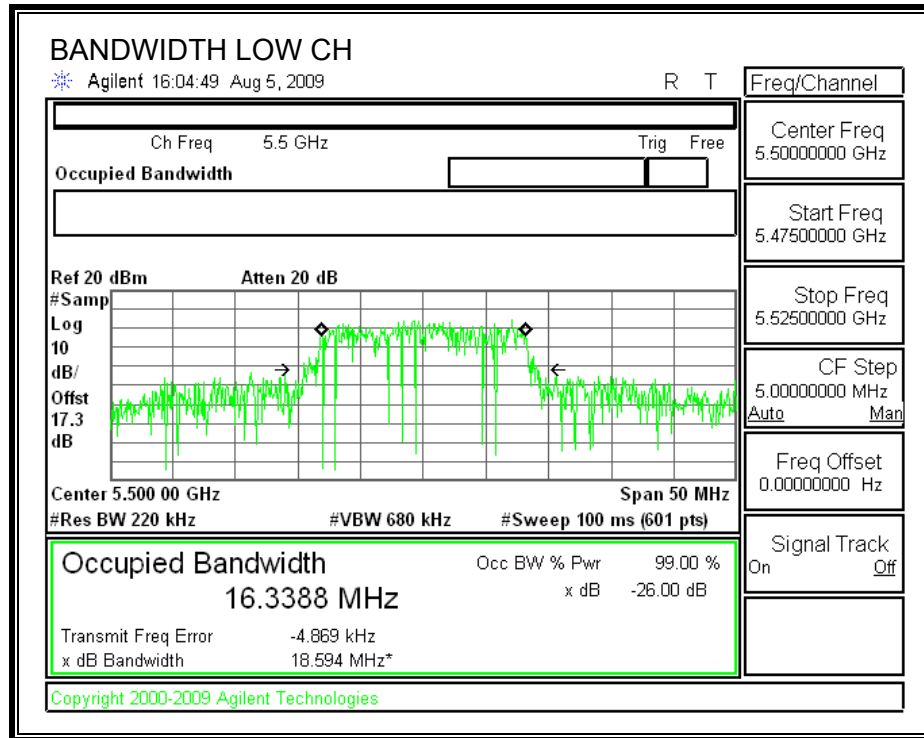 BANDWIDTH LOW CH
Agilent 16:04:49 Aug 5, 2009 R T
Freq/Channel
Ch Freq 5.5 GHz Trig Free
Occupied Bandwidth
Center Freq
5.50000000 GHz
Start Freq
5.47500000 GHz
Stop Freq
5.52500000 GHz
CF Step
5.00000000 MHz
Auto Man
Freq Offset
0.00000000 Hz
Signal Track
On Off
Ref 20 dBm Atten 20 dB
#Samp
Log
10
dB/
Offst
17.3
dB
Center 5.500 00 GHz Span 50 MHz
#Res BW 220 kHz #VBW 680 kHz #Sweep 100 ms (601 pts)
Occupied Bandwidth Occ BW % Pwr 99.00 %
16.3388 MHz x dB -26.00 dB
Transmit Freq Error -4.869 kHz
x dB Bandwidth 18.594 MHz*
Copyright 2000-2009 Agilent Technologies